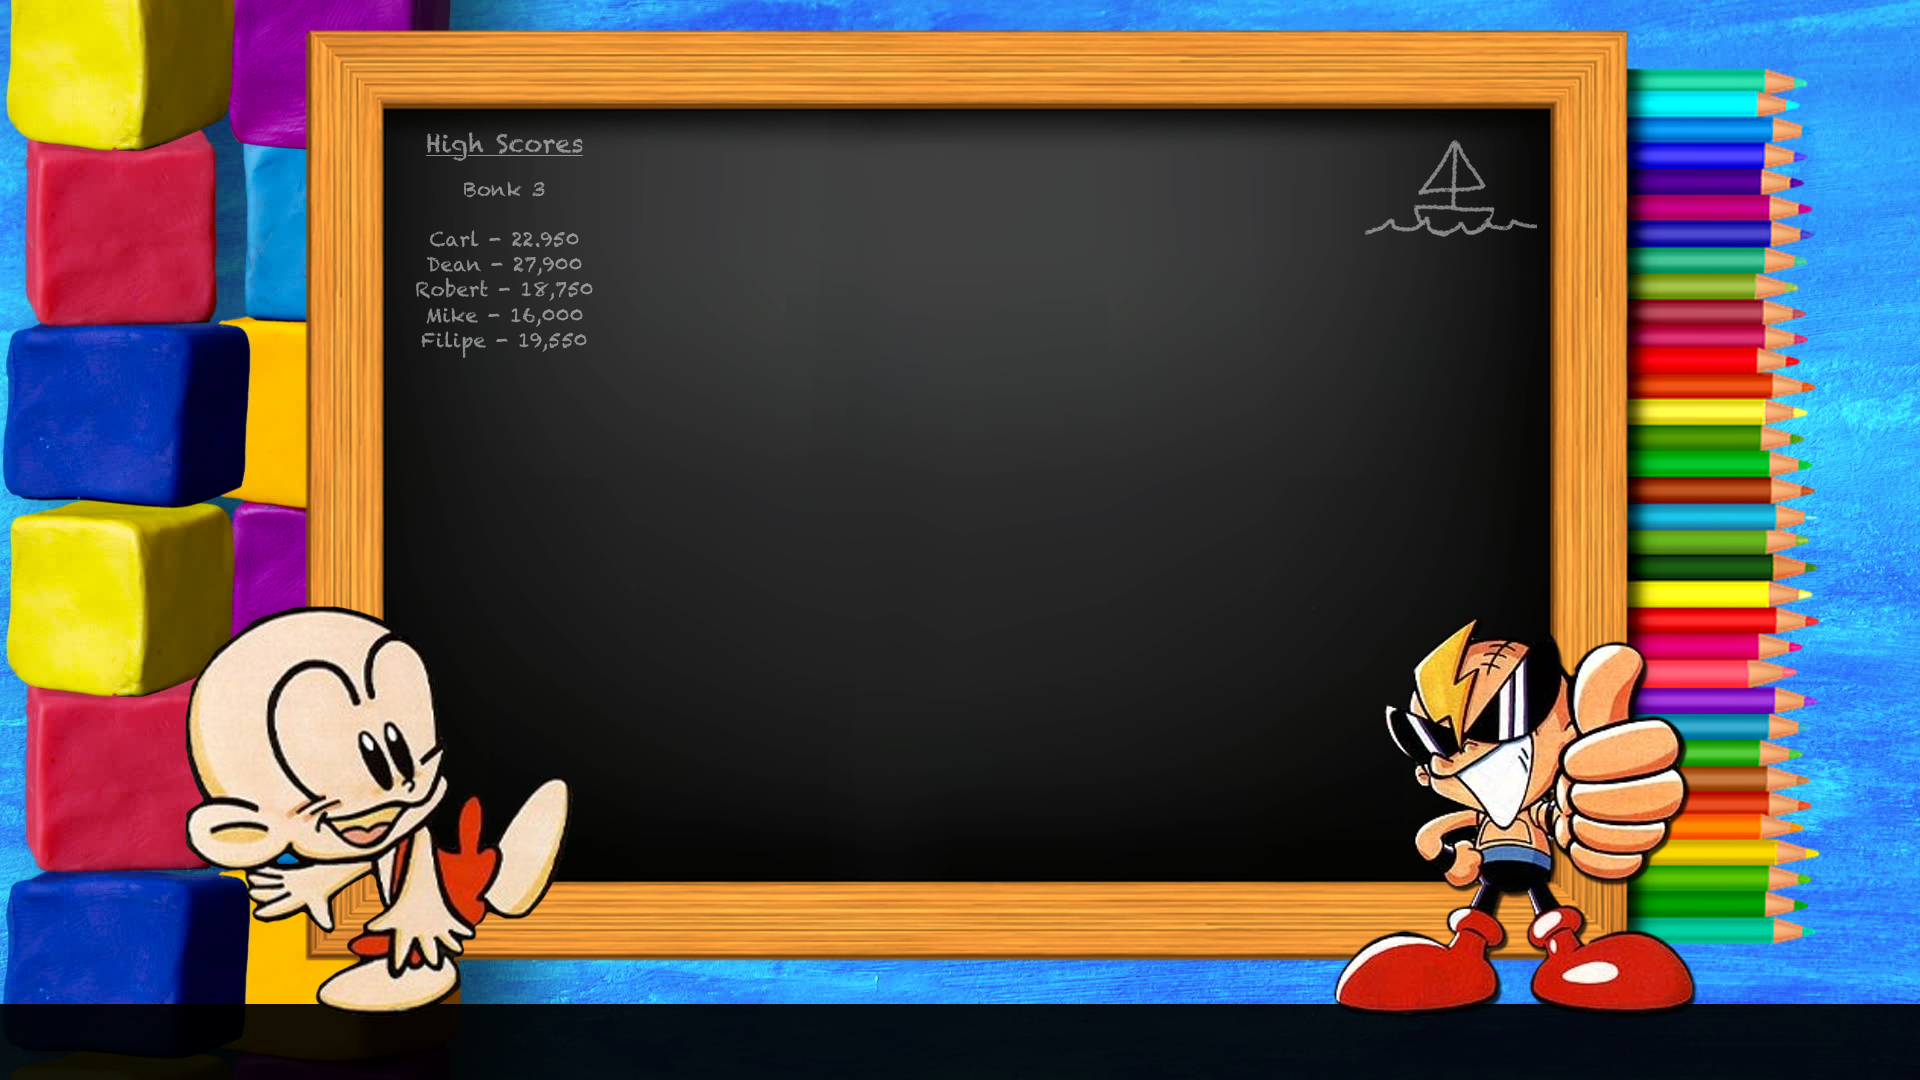 High Scores
Bonk 3
Carl - 22.950
Dean - 27,900
Robert - 18,750
Mike - 16,000
Filipe - 19,550